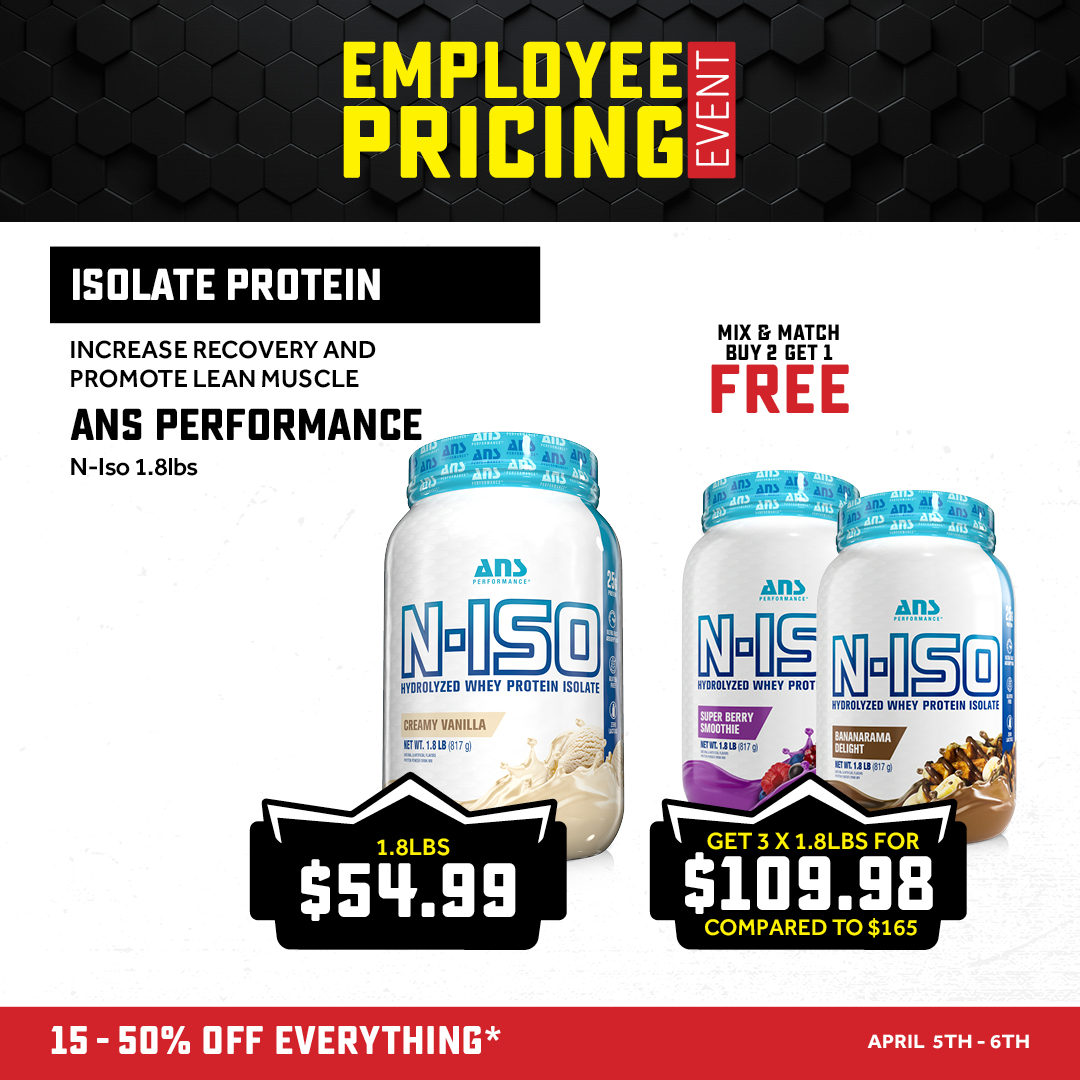 EMPLOYEE
PRICING
EVENT
ISOLATE PROTEIN
INCREASE RECOVERY AND
PROMOTE LEAN MUSCLE
ANS PERFORMANCE
N-Iso 1.8lbs
MIX & MATCH
BUY 2 GET 1
FREE
ANS
PERFORMANCE
N-ISO
HYDROLYZED WHEY PROTEIN ISOLATE
CREAMY VANILLA
NET WT. 1.8 LB (817 g)
ANS
PERFORMANCE
N-IS
HYDROLYZED WHEY PROT
SUPER BERRY
SMOOTHIE
NET WT. 1.8 LB (817 g)
ANS
PERFORMANCE
N-ISO
HYDROLYZED WHEY PROTEIN ISOLATE
BANANARAMA
DELIGHT
NET WT. 1.8 LB (817 g)
1.8LBS
$54.99
GET 3 X 1.8LBS FOR
$109.98
COMPARED TO $165
15 - 50% OFF EVERYTHING*
APRIL 5TH - 6TH